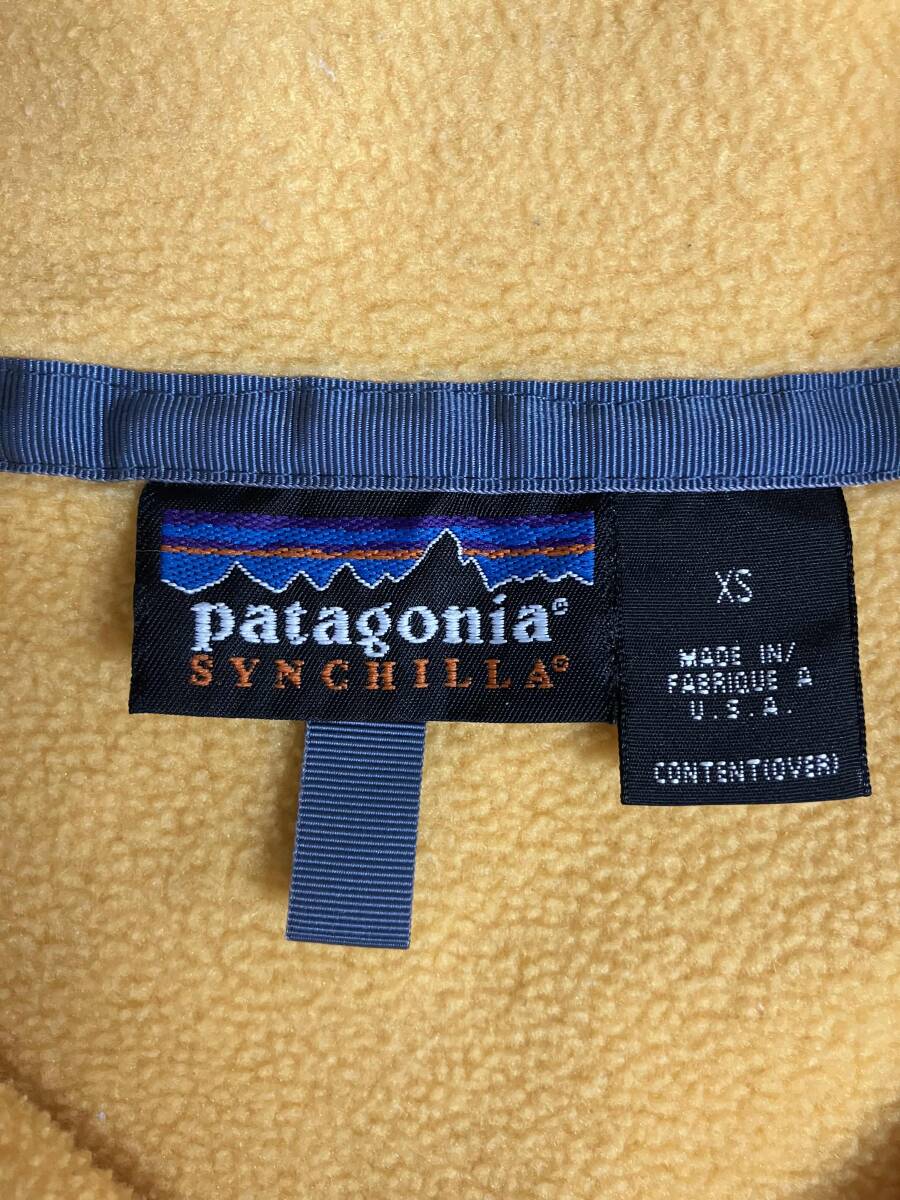 patagonia®
SYNCHILLA®
XS
MADE IN/
FABRIQUE A
U.S.A.
CONTENT(OVER)